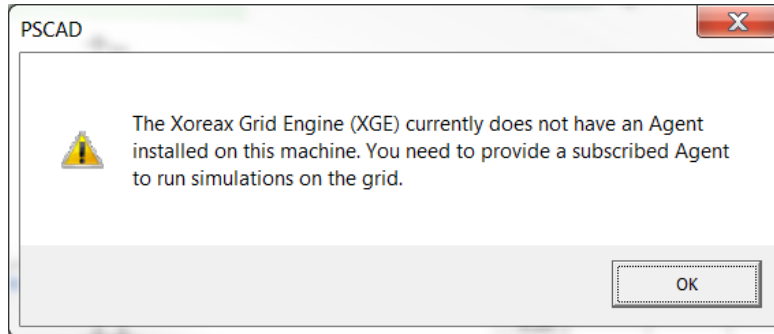 PSCAD
The Xoreax Grid Engine (XGE) currently does not have an Agent
installed on this machine. You need to provide a subscribed Agent
to run simulations on the grid.
OK